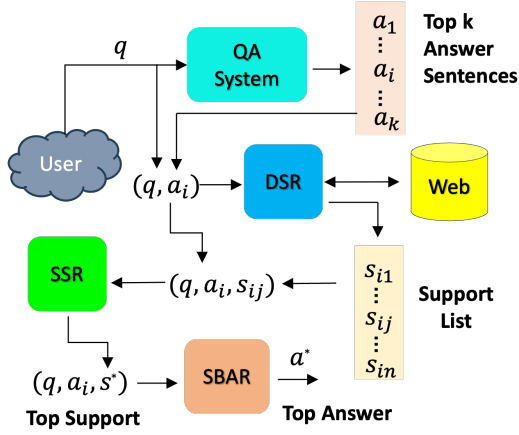 q
QA
System
a₁
⋮
aᵢ
⋮
aₖ
Top k
Answer
Sentences
User
(q, aᵢ)
DSR
Web
SSR
(q, aᵢ, sᵢⱼ)
sᵢ₁
⋮
sᵢⱼ
⋮
sᵢₙ
Support
List
(q, aᵢ, s*)
SBAR
a*
Top Support
Top Answer